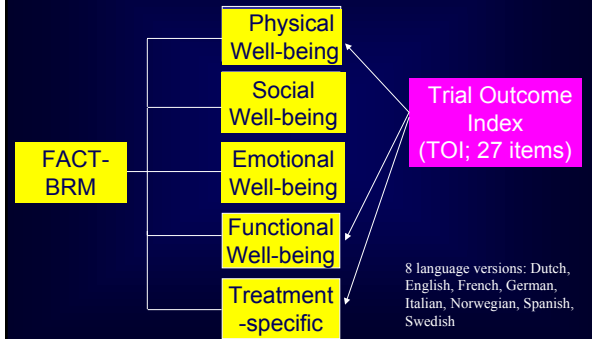 Physical
Well-being
Social
Well-being
Trial Outcome
Index
(TOI; 27 items)
FACT-
BRM
Emotional
Well-being
Functional
Well-being
8 language versions: Dutch,
English, French, German,
Italian, Norwegian, Spanish,
Swedish
Treatment
-specific